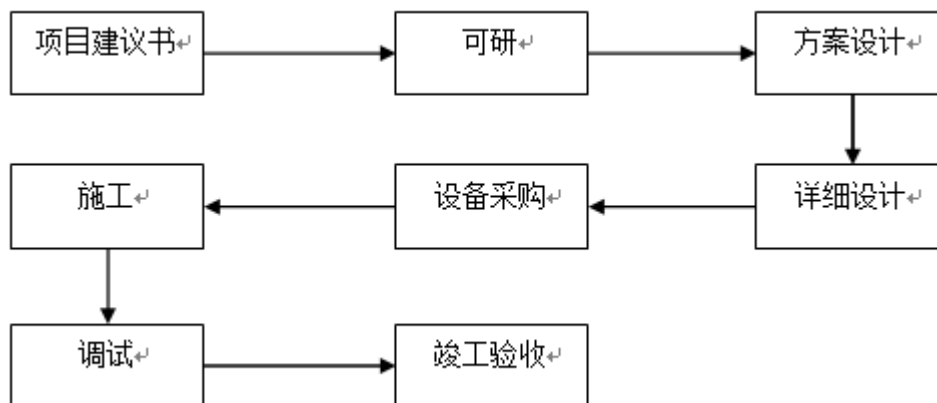 项目建议书
可研
方案设计
详细设计
设备采购
施工
调试
竣工验收